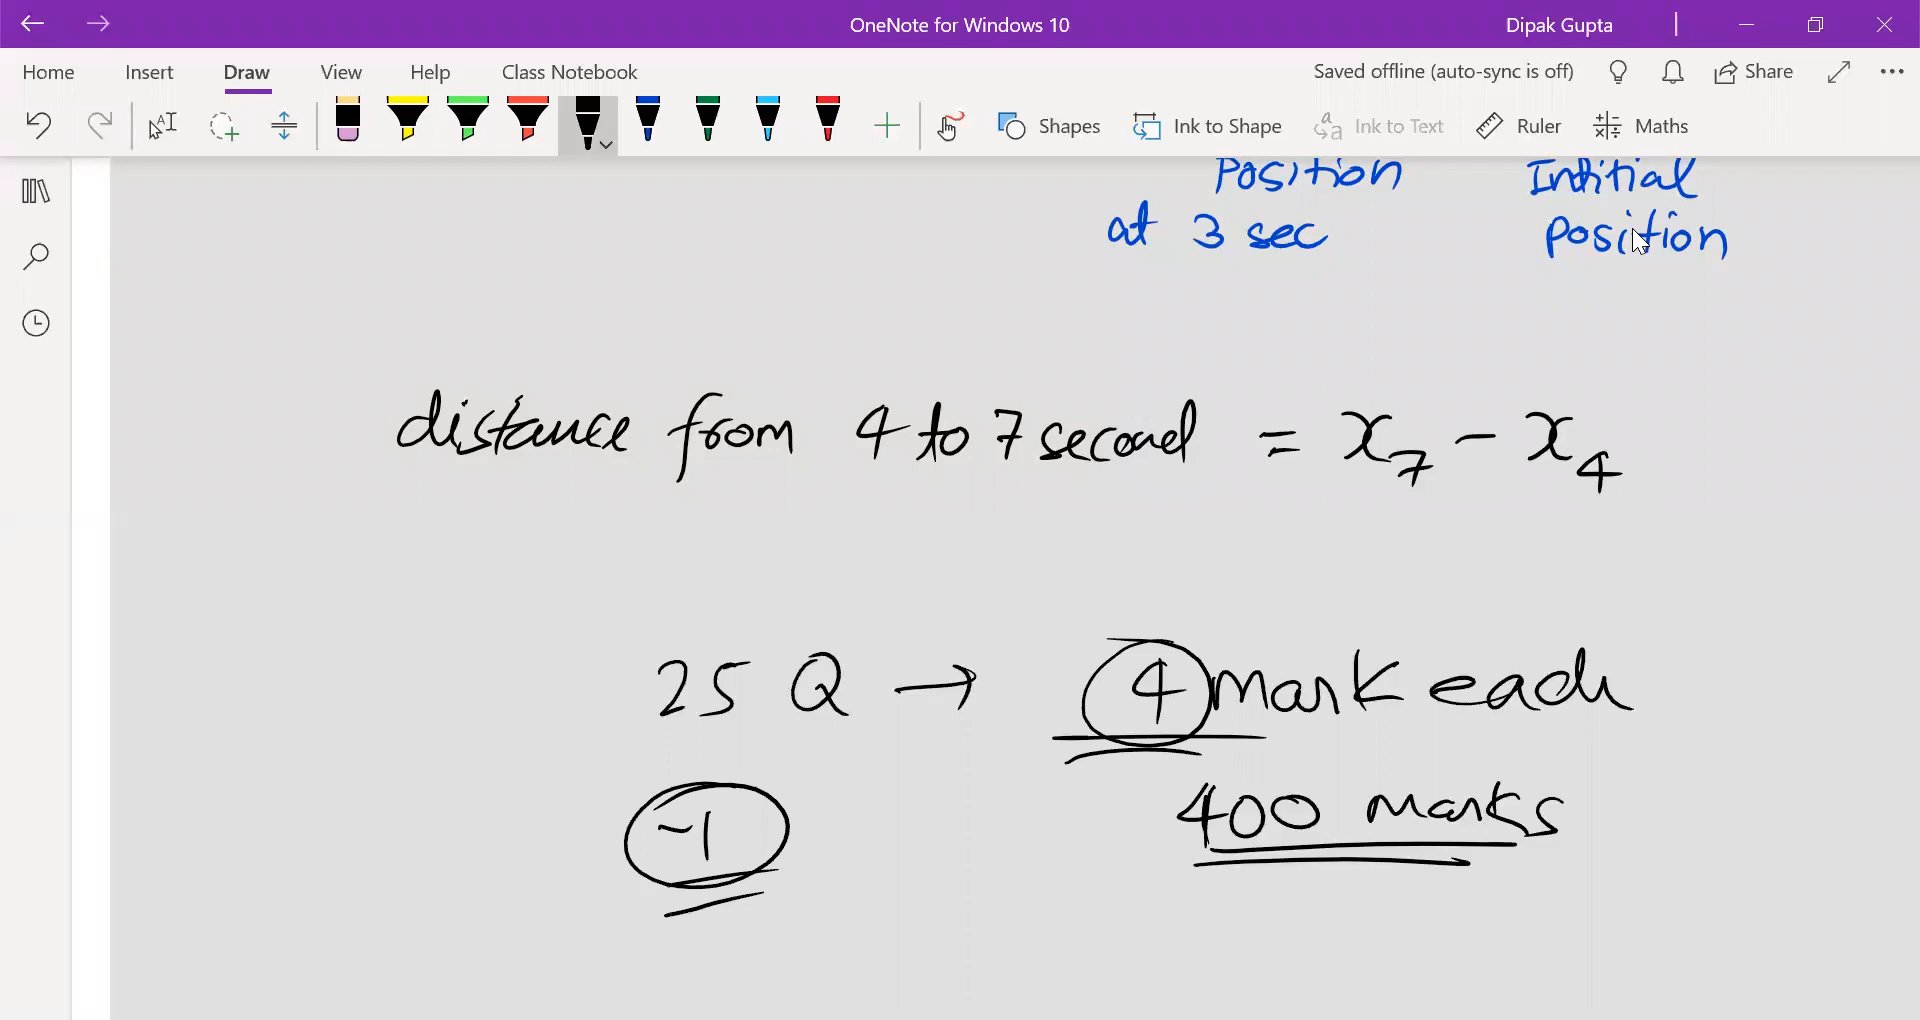 OneNote for Windows 10
Dipak Gupta
Home Insert Draw View Help Class Notebook
Saved offline (auto-sync is off) Share
Shapes Ink to Shape Ink to Text Ruler Maths
Position Intitial
at 3 sec position
distance from 4 to 7 second = x₇ - x₄
25 Q → 4 mark each
-1 400 marks